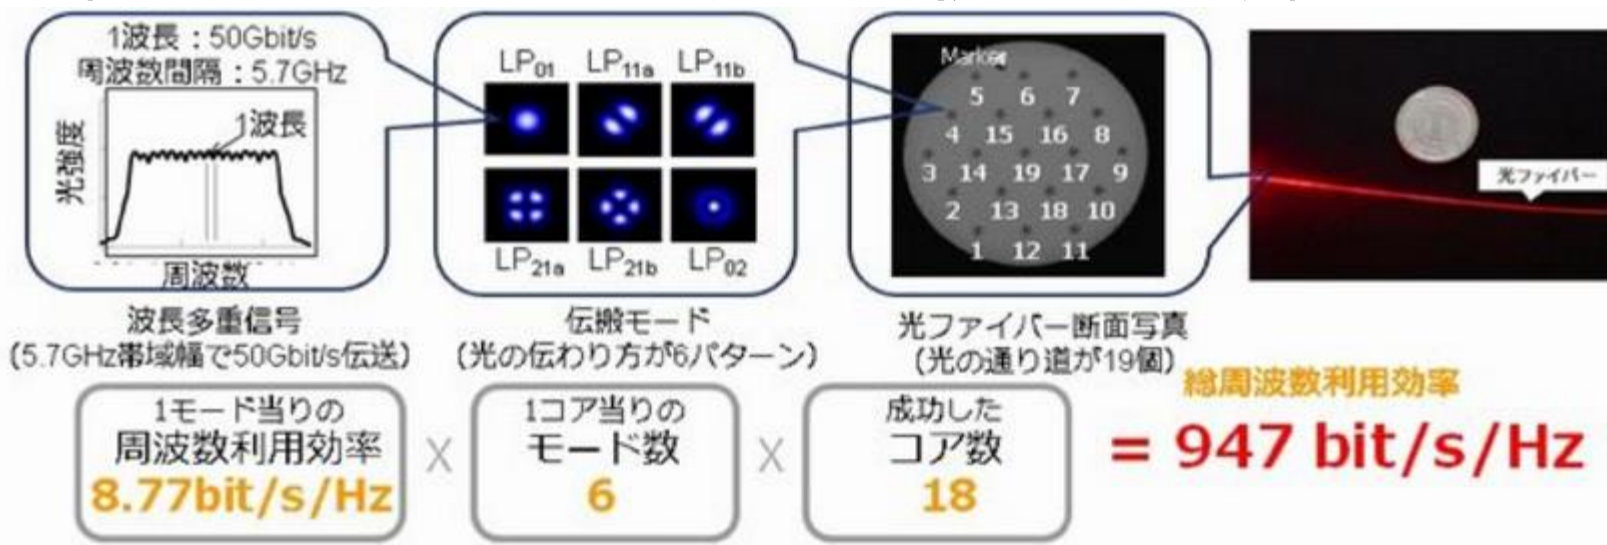 1波長：50Gbit/s
周波数間隔：5.7GHz
1波長
光強度
周波数
LP01 LP11a LP11b
LP21a LP21b LP02
Marker
5 6 7
4 15 16 8
3 14 19 17 9
2 13 18 10
1 12 11
光ファイバー
波長多重信号
(5.7GHz帯域幅で50Gbit/s伝送)
伝搬モード
(光の伝わり方が6パターン)
光ファイバー断面写真
(光の通り道が19個)
1モード当りの
周波数利用効率
8.77bit/s/Hz
X
1コア当りの
モード数
6
X
成功した
コア数
18
総周波数利用効率
= 947 bit/s/Hz